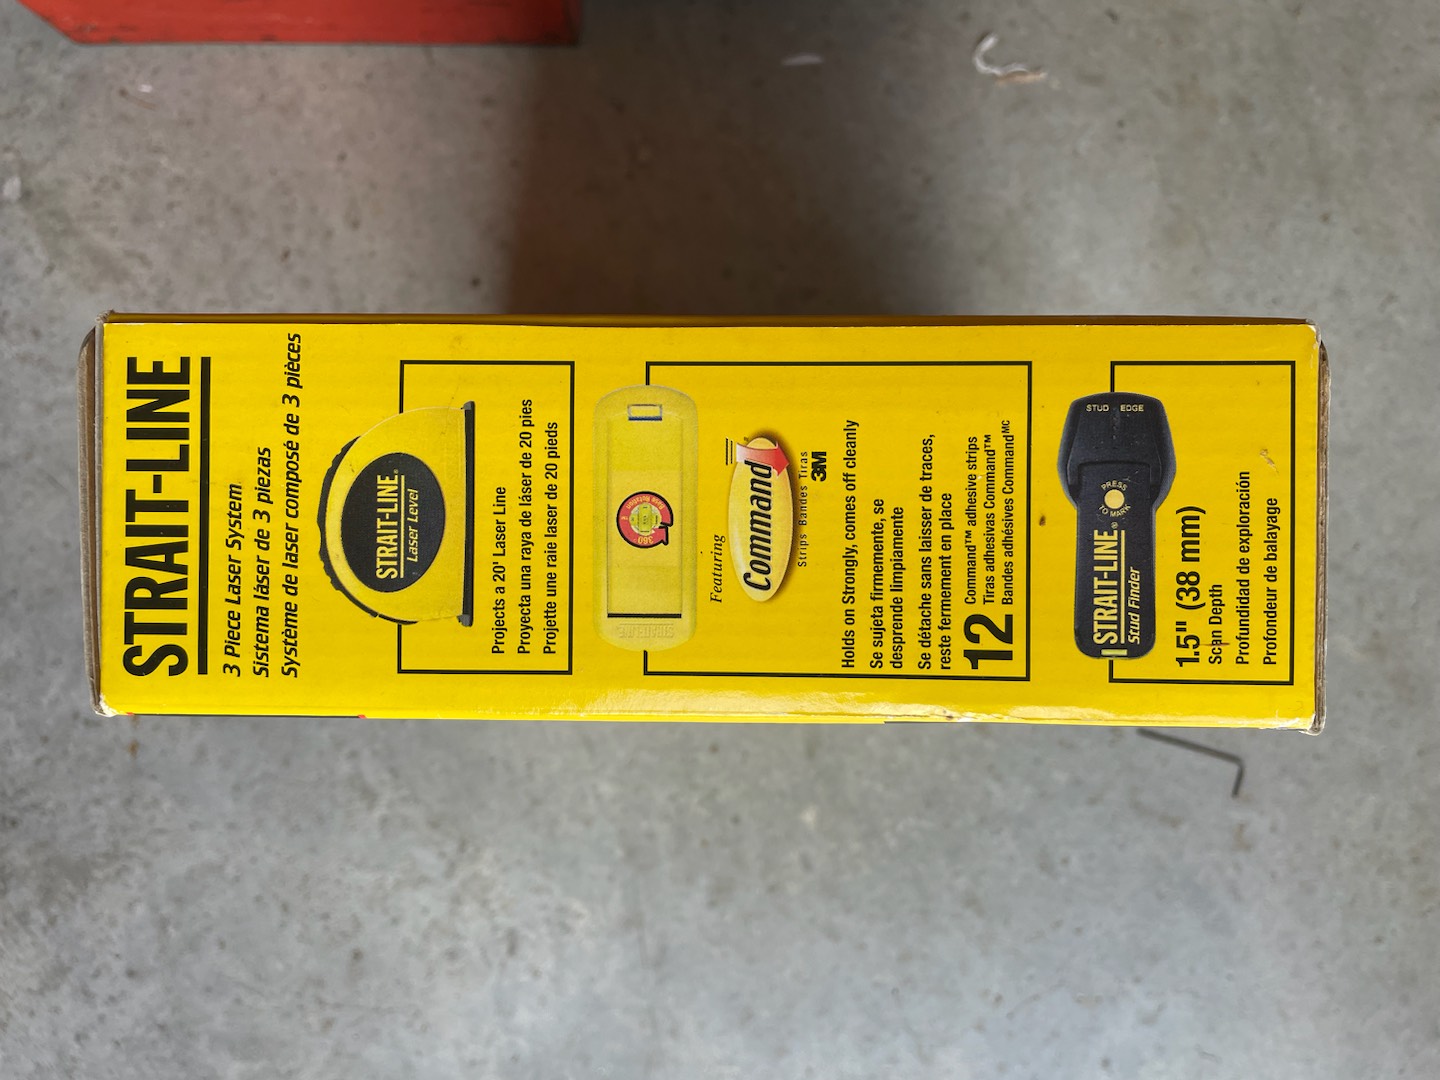 STRAIT-LINE
3 Piece Laser System
Sistema láser de 3 piezas
Système de laser composé de 3 pièces
STRAIT-LINE®
Laser Level
Projects a 20' Laser Line
Proyecta una raya de láser de 20 pies
Projette une raie laser de 20 pieds
360°
STRAIT-LINE
Featuring
Command
Strips Bandes Tiras
3M
Holds on Strongly, comes off cleanly
Se sujeta firmemente, se
desprende limpiamente
Se détache sans laisser de traces,
reste fermement en place
12
Command™ adhesive strips
Tiras adhesivas Command™
Bandes adhésives Commandᴹᶜ
STUD EDGE
PRESS
TO MARK
STRAIT-LINE®
Stud Finder
1.5" (38 mm)
Scan Depth
Profundidad de exploración
Profondeur de balayage